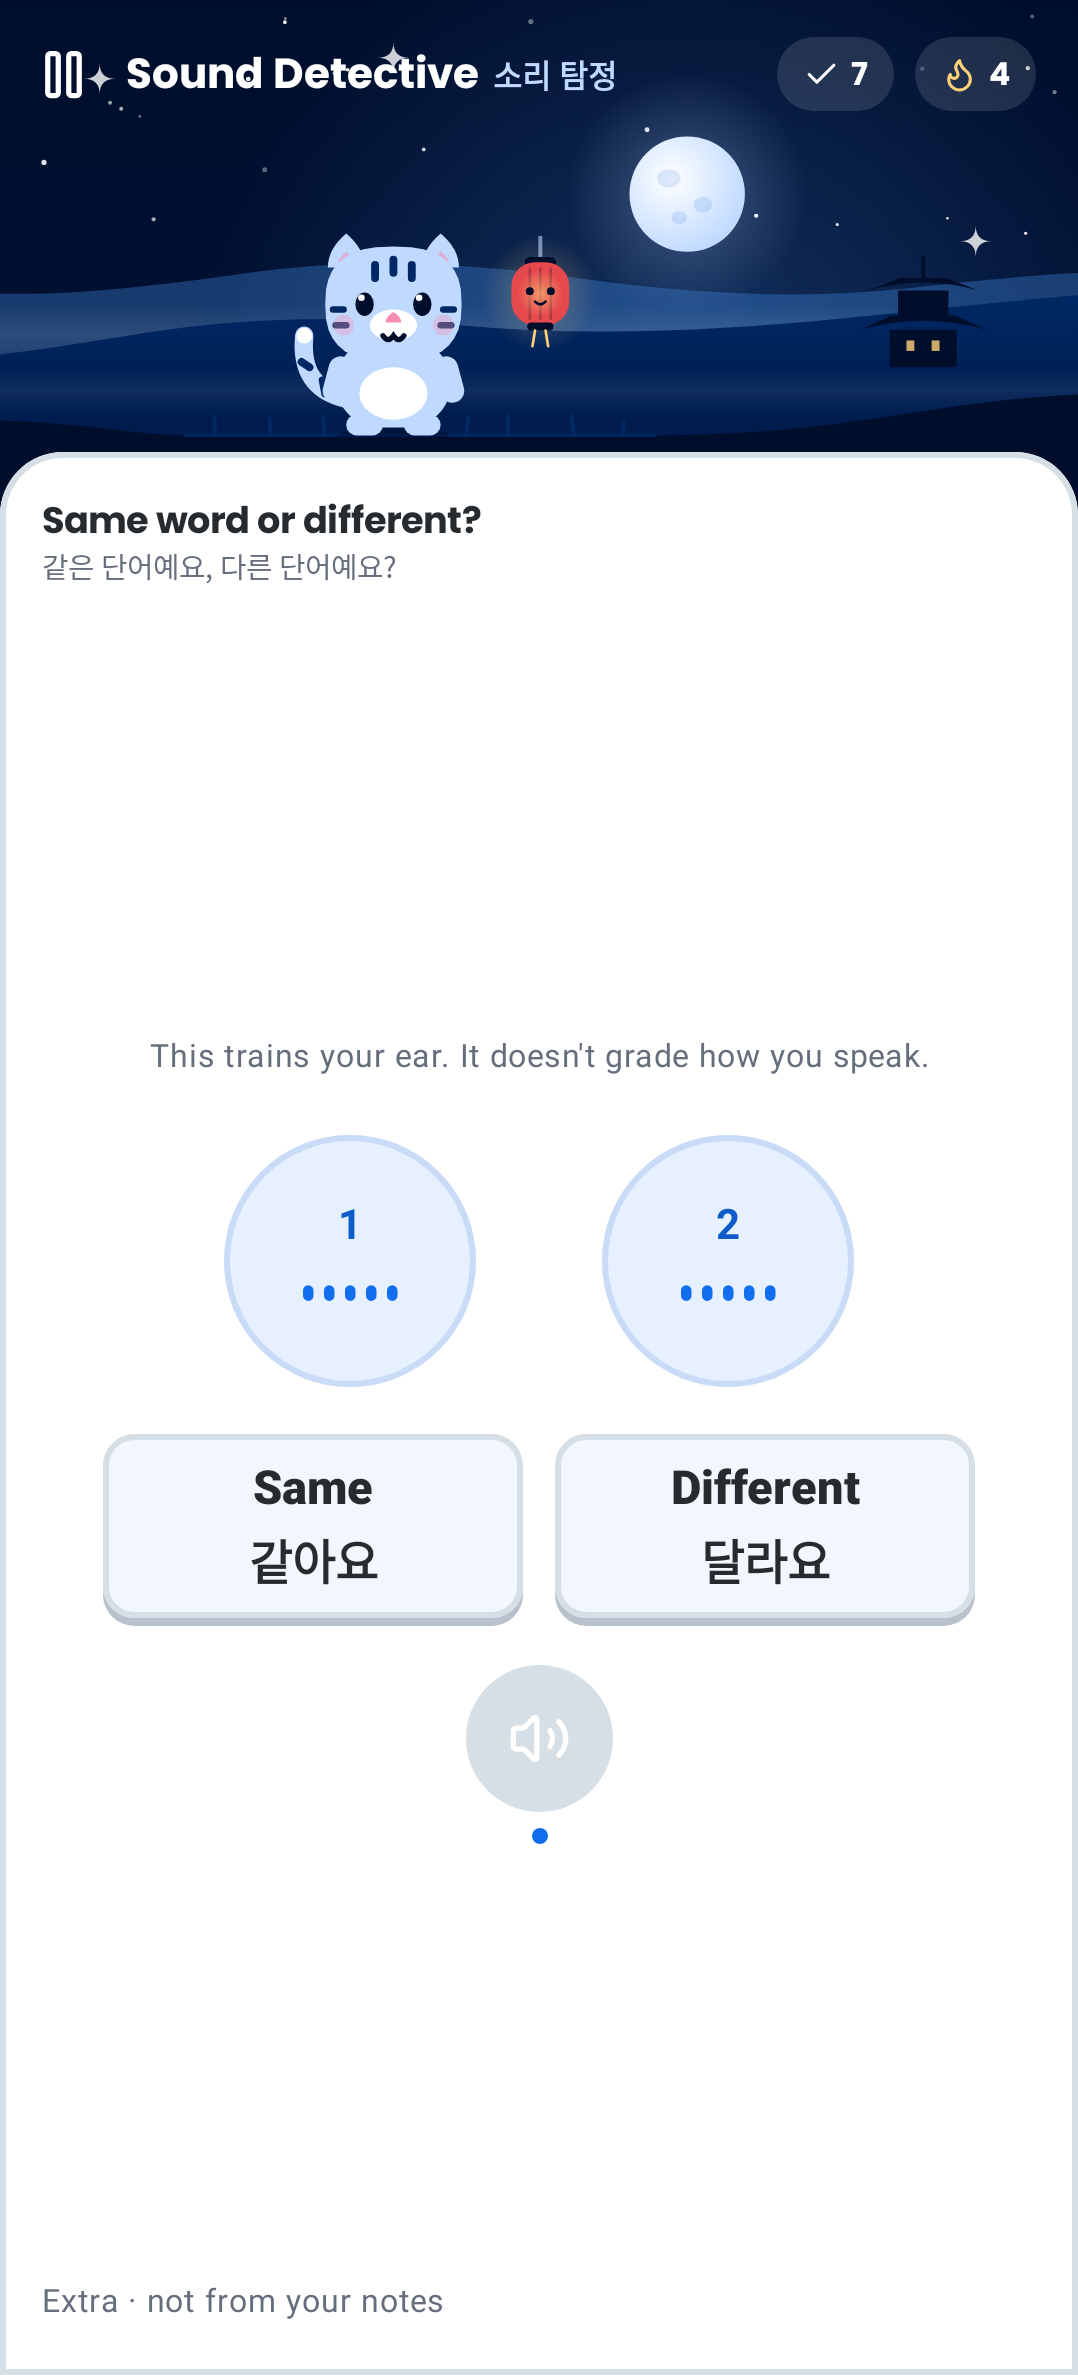 Sound Detective 소리 탐정
7
4
Same word or different?
같은 단어예요, 다른 단어예요?
This trains your ear. It doesn't grade how you speak.
1
2
Same
같아요
Different
달라요
Extra · not from your notes